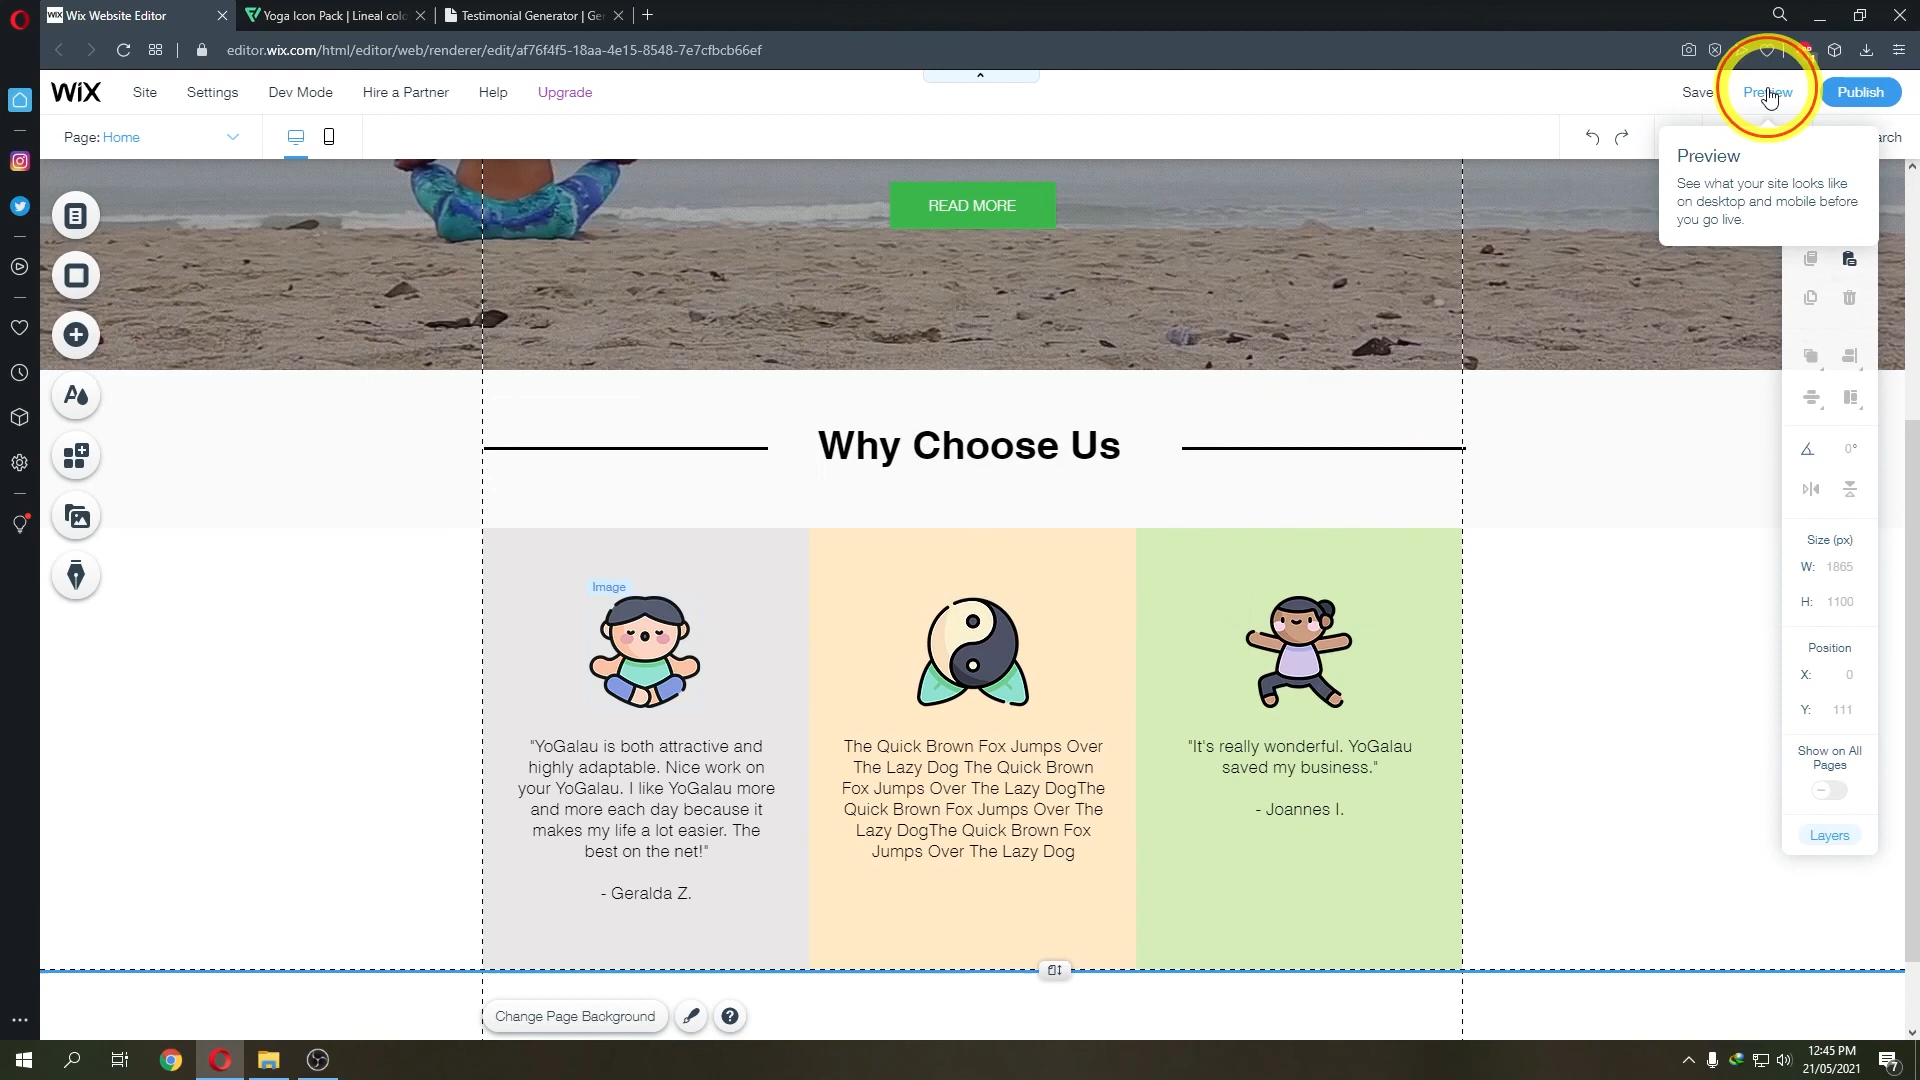 Wix Website Editor
Yoga Icon Pack | Lineal colo
Testimonial Generator | Ge
editor.wix.com/html/editor/web/renderer/edit/af76f4f5-18aa-4e15-8548-7e7cfbcb66ef
WiX
Site
Settings
Dev Mode
Hire a Partner
Help
Upgrade
Save
Preview
Publish
Page: Home
arch
Preview
See what your site looks like
on desktop and mobile before
you go live.
READ MORE
Why Choose Us
0°
Size (px)
W: 1865
H: 1100
Position
X: 0
Y: 111
Show on All
Pages
Layers
Image
"YoGalau is both attractive and
highly adaptable. Nice work on
your YoGalau. I like YoGalau more
and more each day because it
makes my life a lot easier. The
best on the net!"
- Geralda Z.
The Quick Brown Fox Jumps Over
The Lazy Dog The Quick Brown
Fox Jumps Over The Lazy DogThe
Quick Brown Fox Jumps Over The
Lazy DogThe Quick Brown Fox
Jumps Over The Lazy Dog
"It's really wonderful. YoGalau
saved my business."
- Joannes I.
Change Page Background
?
12:45 PM
21/05/2021
7